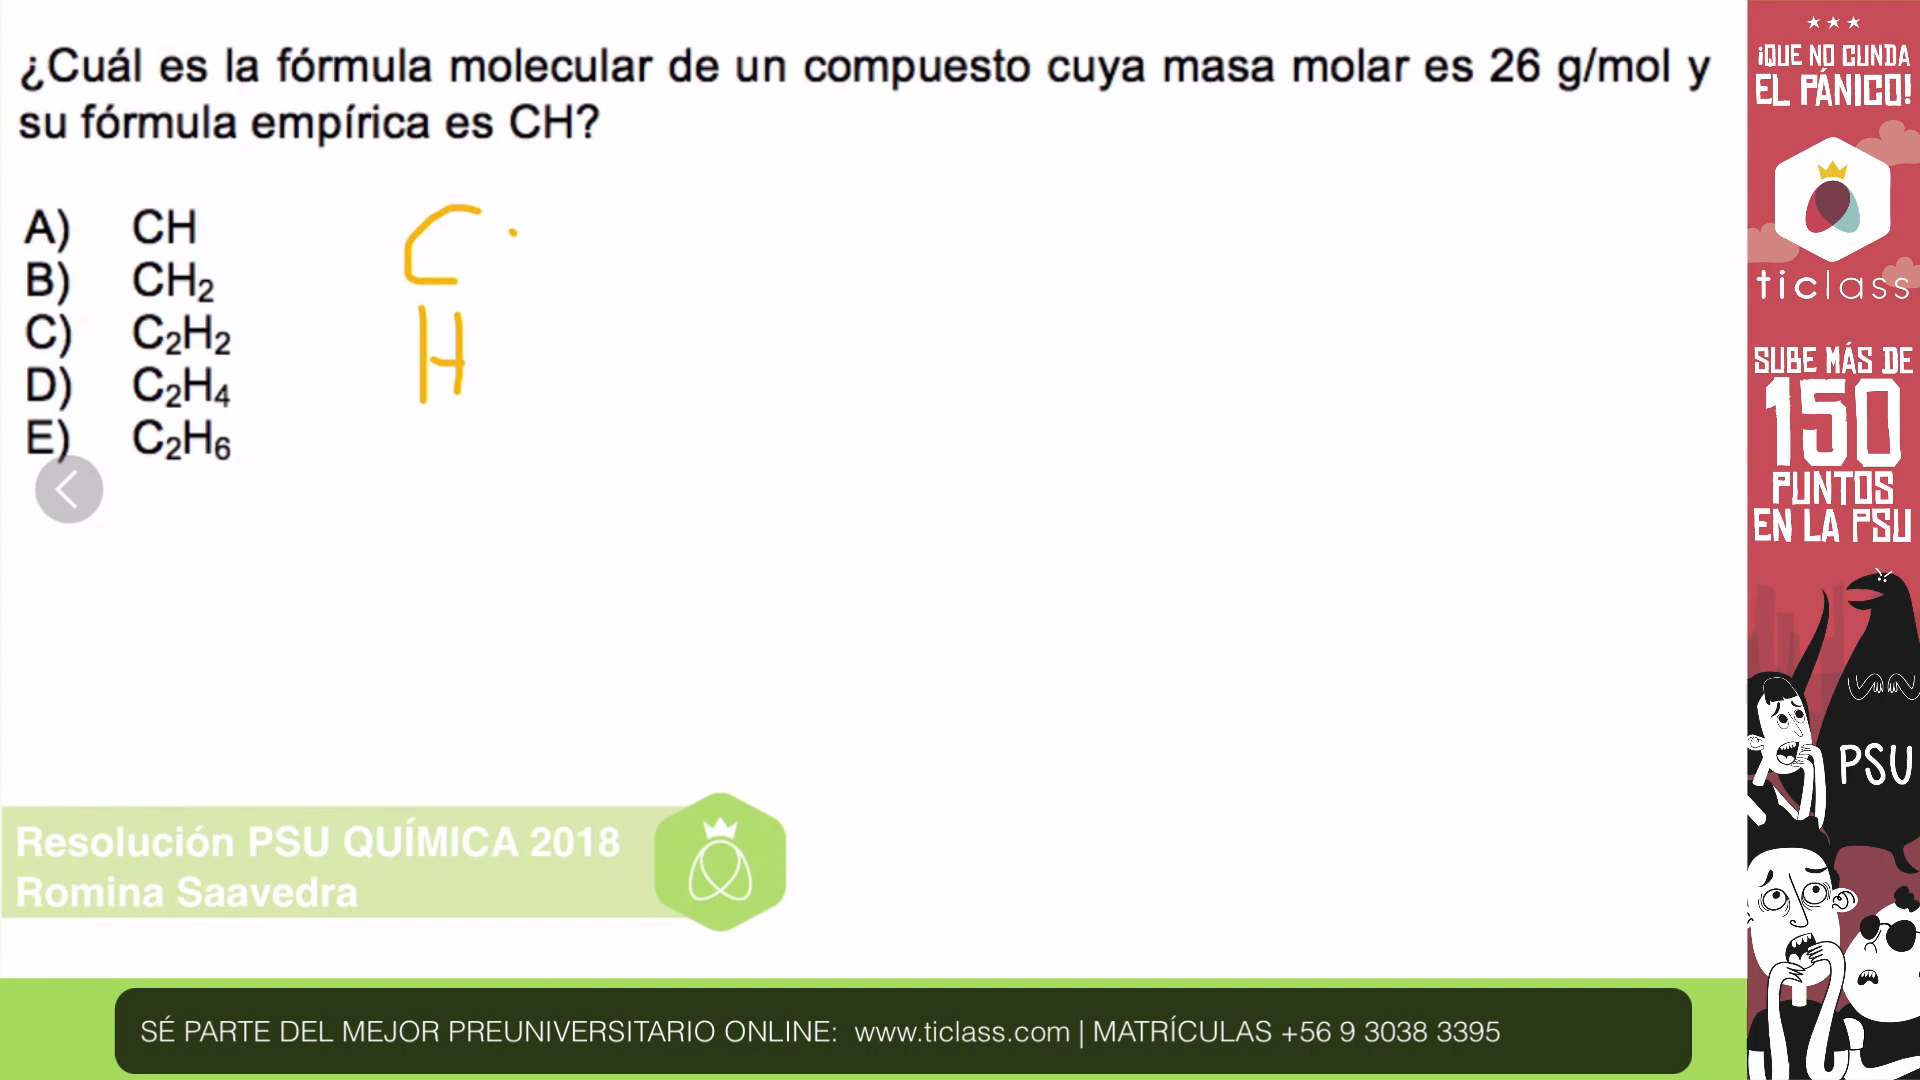 ¿Cuál es la fórmula molecular de un compuesto cuya masa molar es 26 g/mol y
su fórmula empírica es CH?
A) CH
B) CH₂
C) C₂H₂
D) C₂H₄
E) C₂H₆
C
H
Resolución PSU QUÍMICA 2018
Romina Saavedra
SÉ PARTE DEL MEJOR PREUNIVERSITARIO ONLINE: www.ticlass.com | MATRÍCULAS +56 9 3038 3395
¡QUE NO CUNDA
EL PÁNICO!
ticlass
SUBE MÁS DE
150
PUNTOS
EN LA PSU
PSU